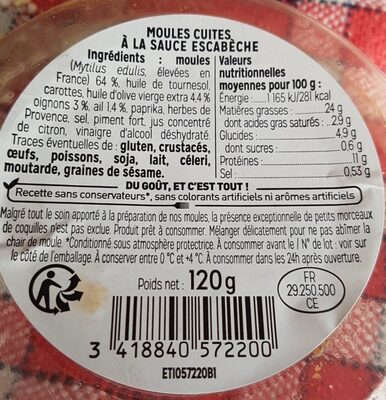 MOULES CUITES
À LA SAUCE ESCABÈCHE
Ingrédients : moules
(Mytilus edulis, élevées en
France) 64 %, huile de tournesol,
carottes, huile d'olive vierge extra 4,4 %
oignons 3 %, ail 1,4 %, paprika, herbes de
Provence, sel, piment fort, jus concentré
de citron, vinaigre d'alcool déshydraté.
Traces éventuelles de : gluten, crustacés,
œufs, poissons, soja, lait, céleri,
moutarde, graines de sésame.
Valeurs
nutritionnelles
moyennes pour 100 g :
Énergie :.....1 165 kJ/281 kcal
Matières grasses : ........ 24 g
dont acides gras saturés : ..2,9 g
Glucides : ........ 4,9 g
dont sucres : ........ 0,6 g
Protéines : ........ 11 g
Sel : ........ 0,53 g
DU GOÛT, ET C'EST TOUT !
Recette sans conservateurs*, sans colorants artificiels ni arômes artificiels
Malgré tout le soin apporté à la préparation de nos moules, la présence exceptionnelle de petits morceaux
de coquilles n'est pas exclue. Produit prêt à consommer. Mélanger délicatement pour ne pas abîmer la
chair de moule. *Conditionné sous atmosphère protectrice. À consommer avant le | N° de lot : voir sur
le côté de l'emballage. À conserver entre 0 °C et +4 °C. À consommer dans les 24h après ouverture.
Poids net : 120g
FR
29.250.500
CE
3 418840 572200
ETI057220B1